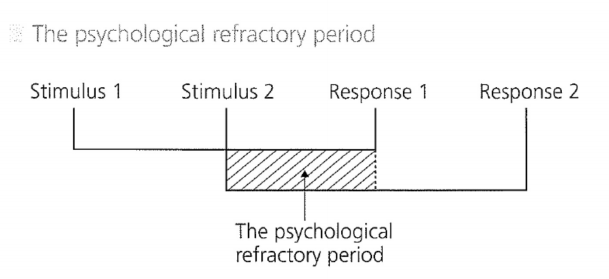 The psychological refractory period
Stimulus 1 Stimulus 2 Response 1 Response 2
The psychological
refractory period